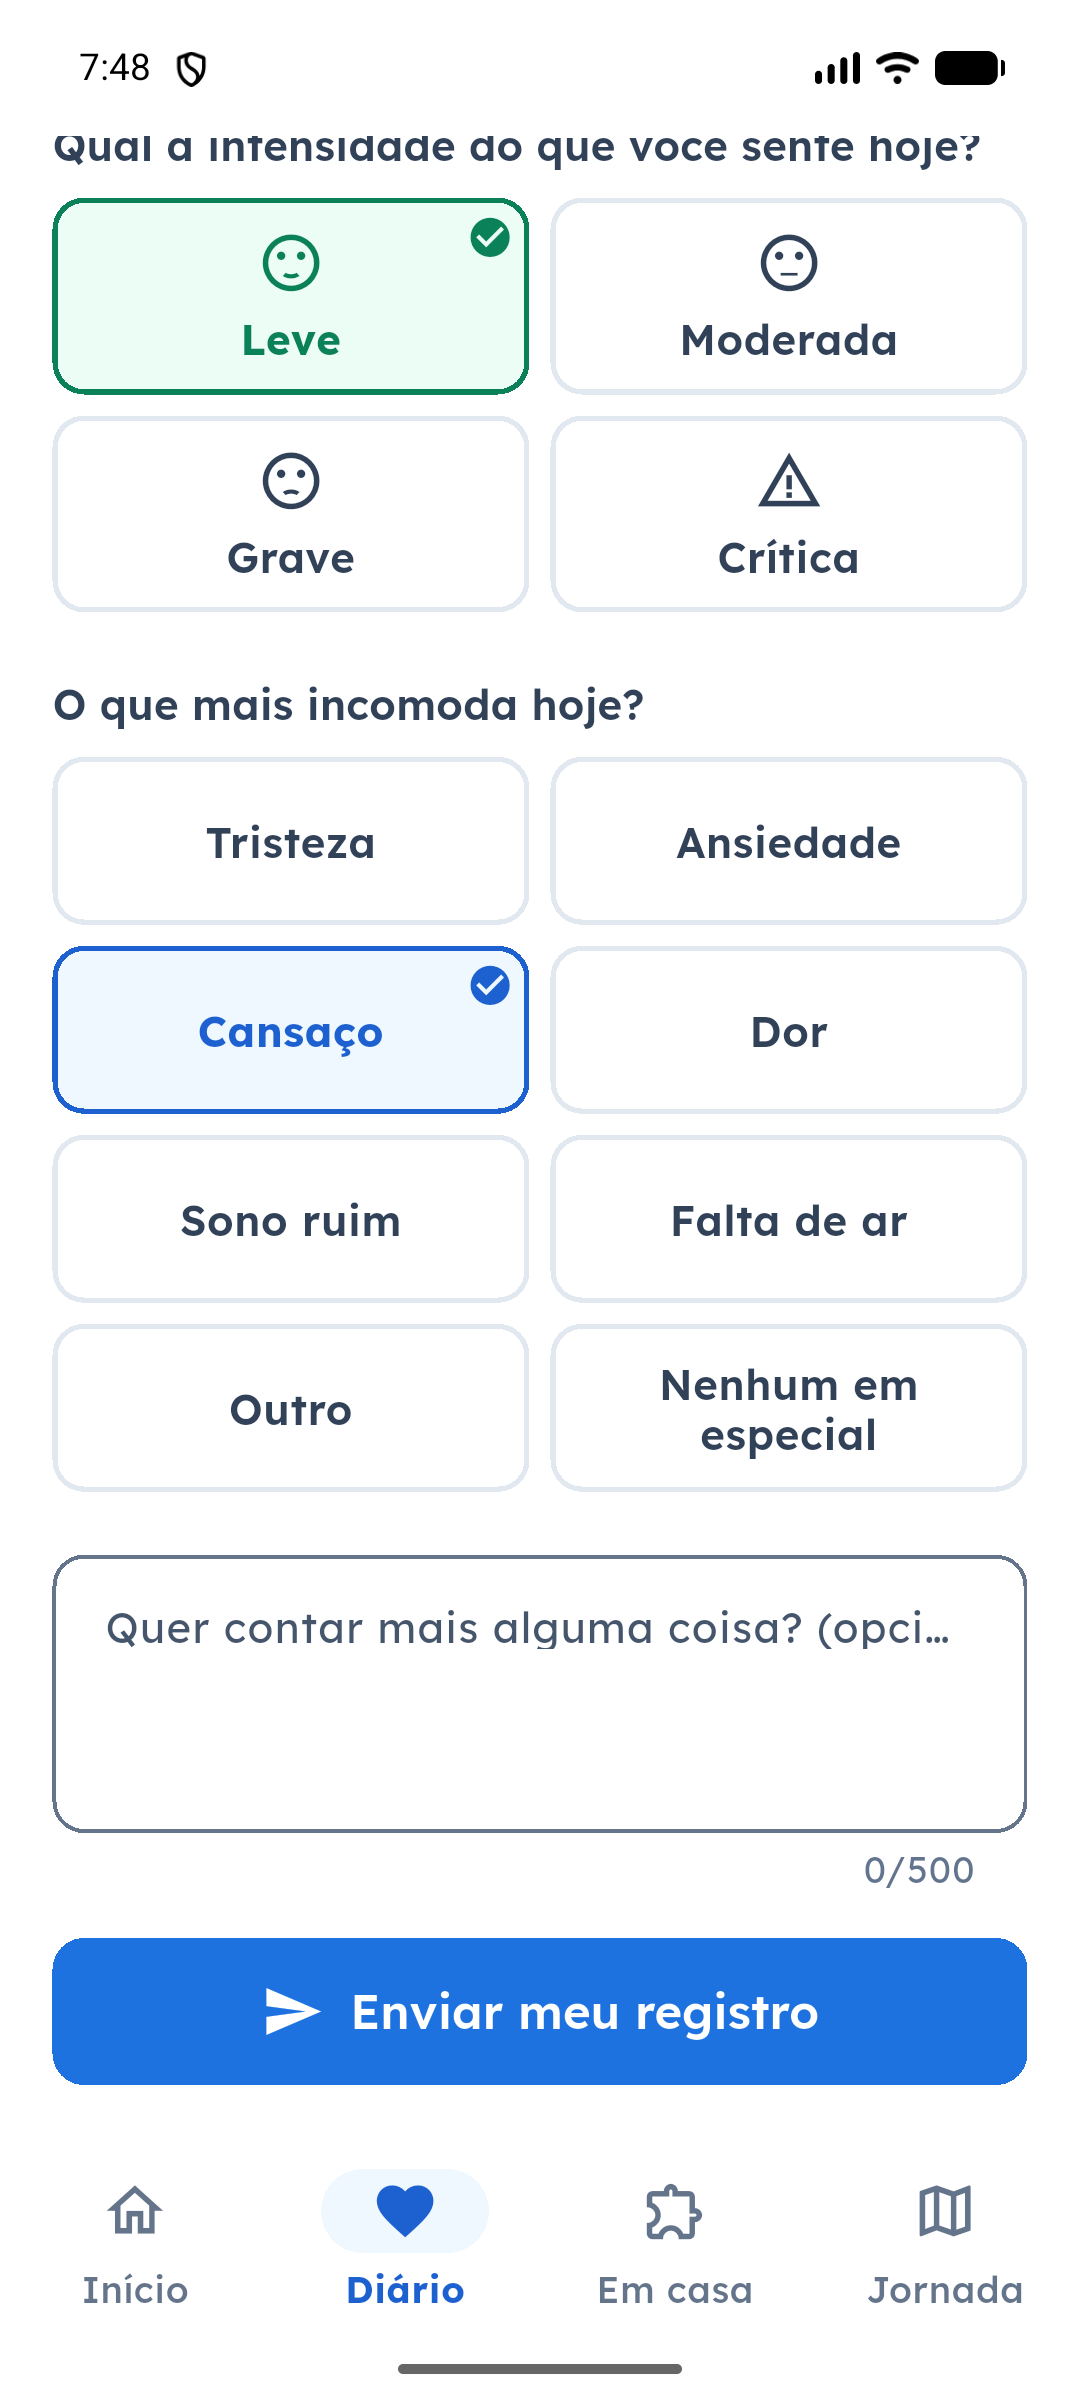 7:48
Qual a intensidade do que você sente hoje?
Leve
Moderada
Grave
Crítica
O que mais incomoda hoje?
Tristeza
Ansiedade
Cansaço
Dor
Sono ruim
Falta de ar
Outro
Nenhum em
especial
Quer contar mais alguma coisa? (opci…
0/500
Enviar meu registro
Início
Diário
Em casa
Jornada